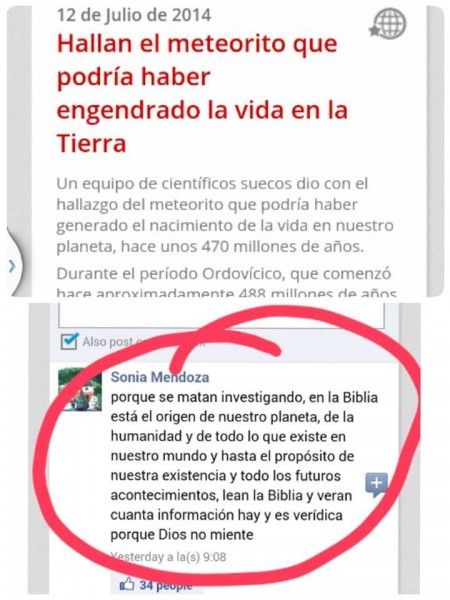 12 de Julio de 2014
Hallan el meteorito que
podría haber
engendrado la vida en la
Tierra
Un equipo de científicos suecos dio con el
hallazgo del meteorito que podría haber
generado el nacimiento de la vida en nuestro
planeta, hace unos 470 millones de años.
Durante el período Ordovícico, que comenzó
hace aproximadamente 488 millones de años
Also post
Sonia Mendoza
porque se matan investigando, en la Biblia
está el origen de nuestro planeta, de la
humanidad y de todo lo que existe en
nuestro mundo y hasta el propósito de
nuestra existencia y todo los futuros
acontecimientos, lean la Biblia y veran
cuanta información hay y es verídica
porque Dios no miente
Yesterday a la(s) 9:08
34 people